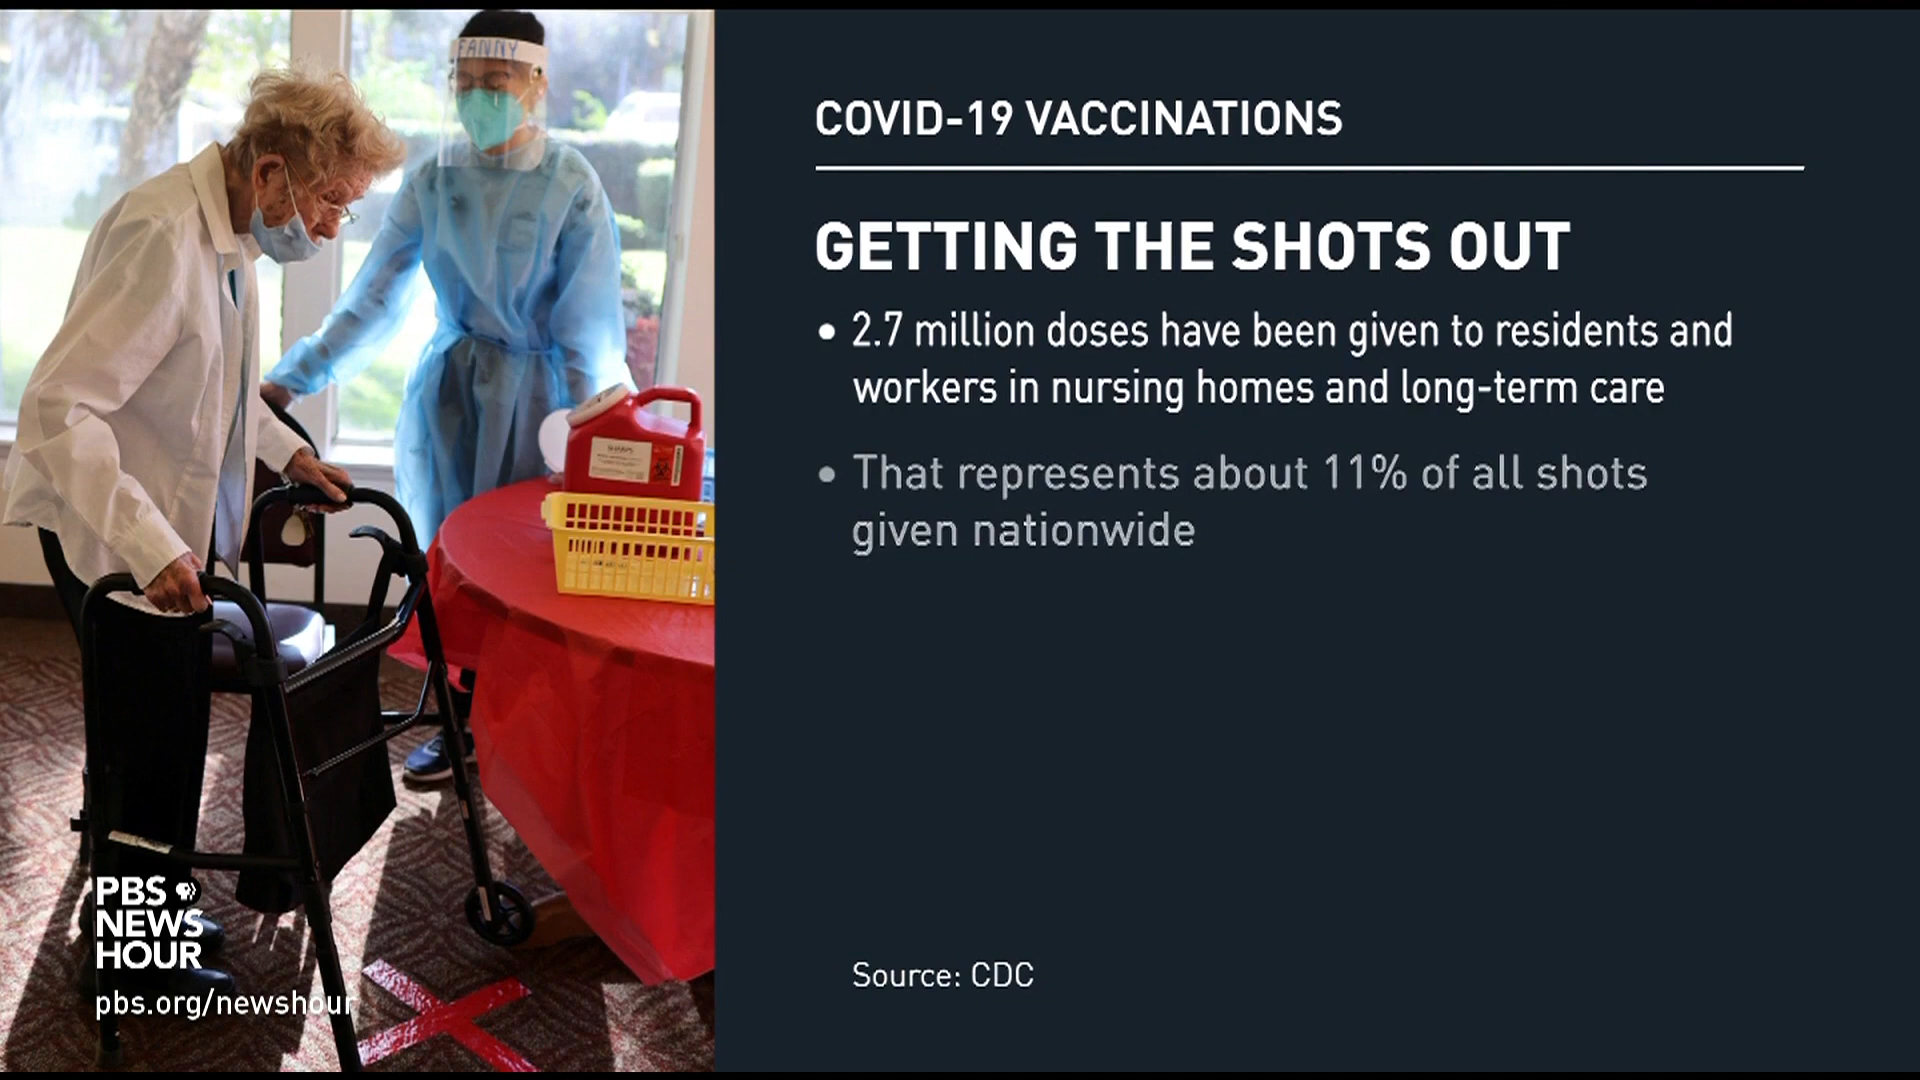 FANNY
COVID-19 VACCINATIONS
GETTING THE SHOTS OUT
• 2.7 million doses have been given to residents and
workers in nursing homes and long-term care
• That represents about 11% of all shots
given nationwide
Source: CDC
PBS
NEWS
HOUR
pbs.org/newshour